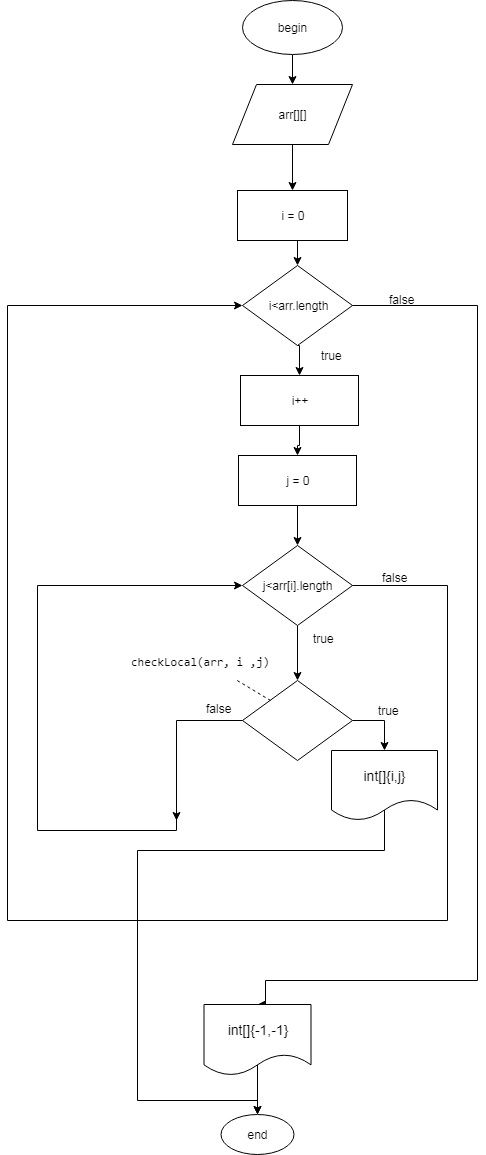 begin
arr[][]
i = 0
i<arr.length
false
true
i++
j = 0
j<arr[i].length
false
true
checkLocal(arr, i ,j)
false
true
int[]{i,j}
int[]{-1,-1}
end